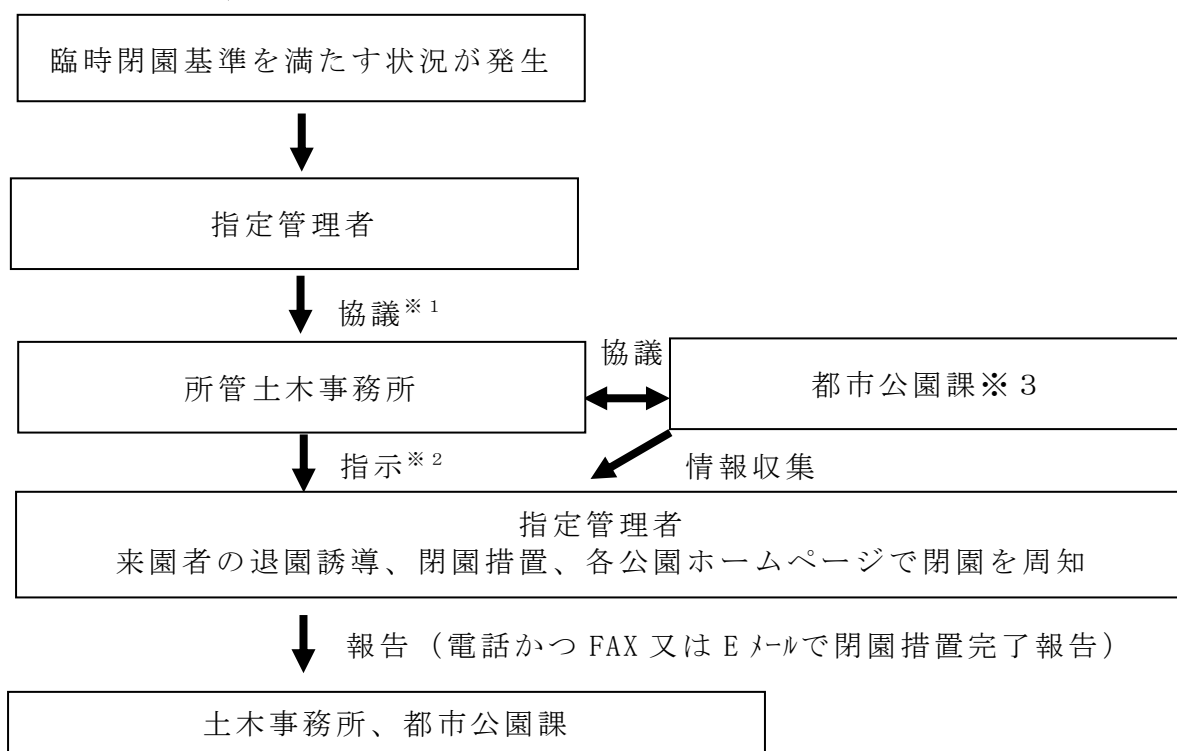 臨時閉園基準を満たす状況が発生
指定管理者
協議※1
協議
所管土木事務所
都市公園課※３
指示※2
情報収集
指定管理者
来園者の退園誘導、閉園措置、各公園ホームページで閉園を周知
報告（電話かつ FAX 又は E ﾒｰﾙで閉園措置完了報告）
土木事務所、都市公園課